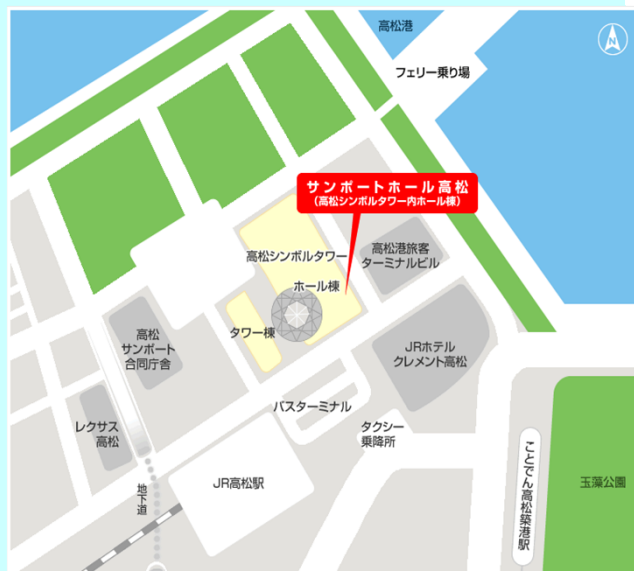 高松港
N
フェリー乗り場
サンポートホール高松
(高松シンボルタワー内ホール棟)
高松シンボルタワー
高松港旅客
ターミナルビル
ホール棟
タワー棟
高松
サンポート
合同庁舎
JRホテル
クレメント高松
バスターミナル
レクサス
高松
タクシー
乗降所
JR高松駅
地下道
ことでん高松築港駅
玉藻公園